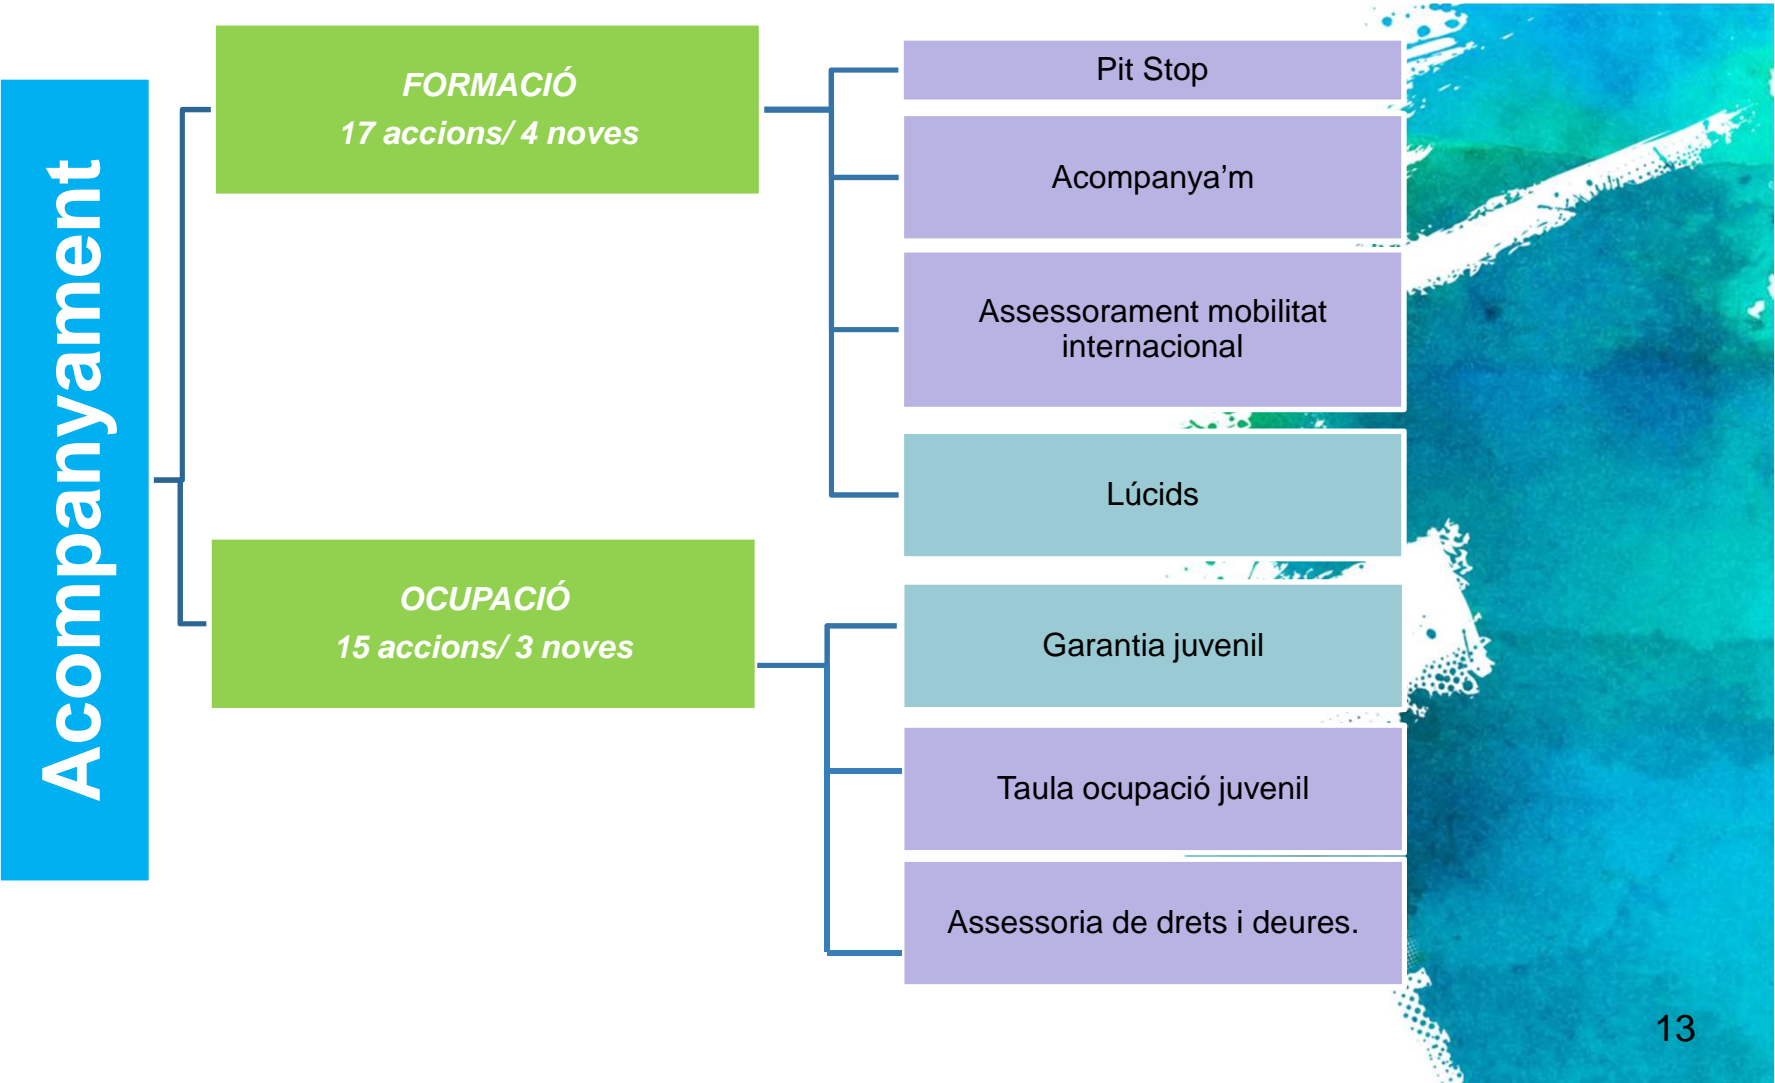 Acompanyament
FORMACIÓ
17 accions/ 4 noves
Pit Stop
Acompanya’m
Assessorament mobilitat
internacional
Lúcids
OCUPACIÓ
15 accions/ 3 noves
Garantia juvenil
Taula ocupació juvenil
Assessoria de drets i deures.
13